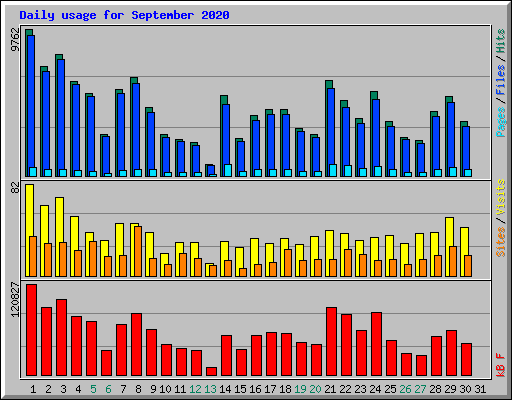 Daily usage for September 2020
9762
Pages / Files / Hits
82
Sites / Visits
120827
kB F
1 2 3 4 5 6 7 8 9 10 11 12 13 14 15 16 17 18 19 20 21 22 23 24 25 26 27 28 29 30 31